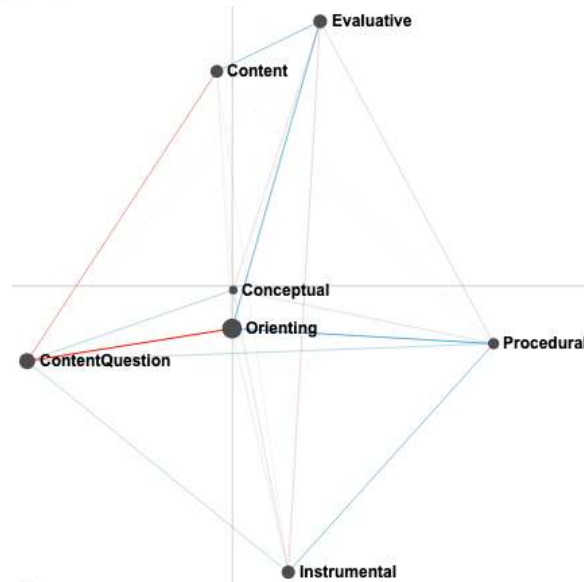 Evaluative
Content
Conceptual
Orienting
Procedural
ContentQuestion
Instrumental